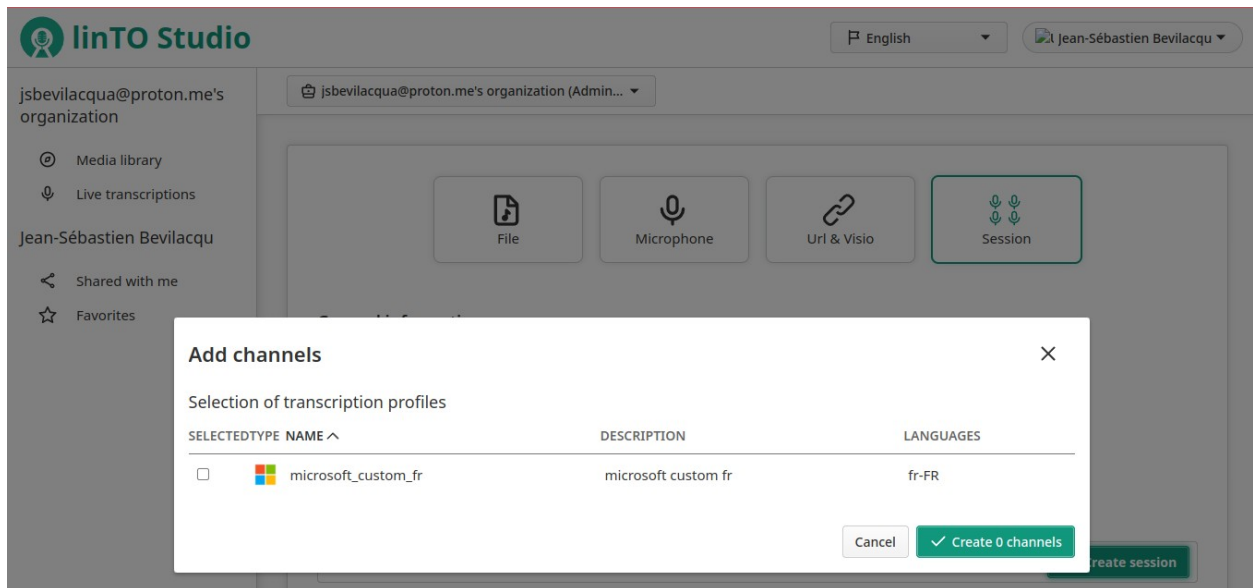 linTO Studio
English
Jean-Sébastien Bevilacqu
jsbevilacqua@proton.me's
organization
jsbevilacqua@proton.me's organization (Admin...
Media library
Live transcriptions
Jean-Sébastien Bevilacqu
Shared with me
Favorites
File
Microphone
Url & Visio
Session
Add channels
Selection of transcription profiles
SELECTEDTYPE NAME DESCRIPTION LANGUAGES
microsoft_custom_fr microsoft custom fr fr-FR
Cancel
Create 0 channels
reate session